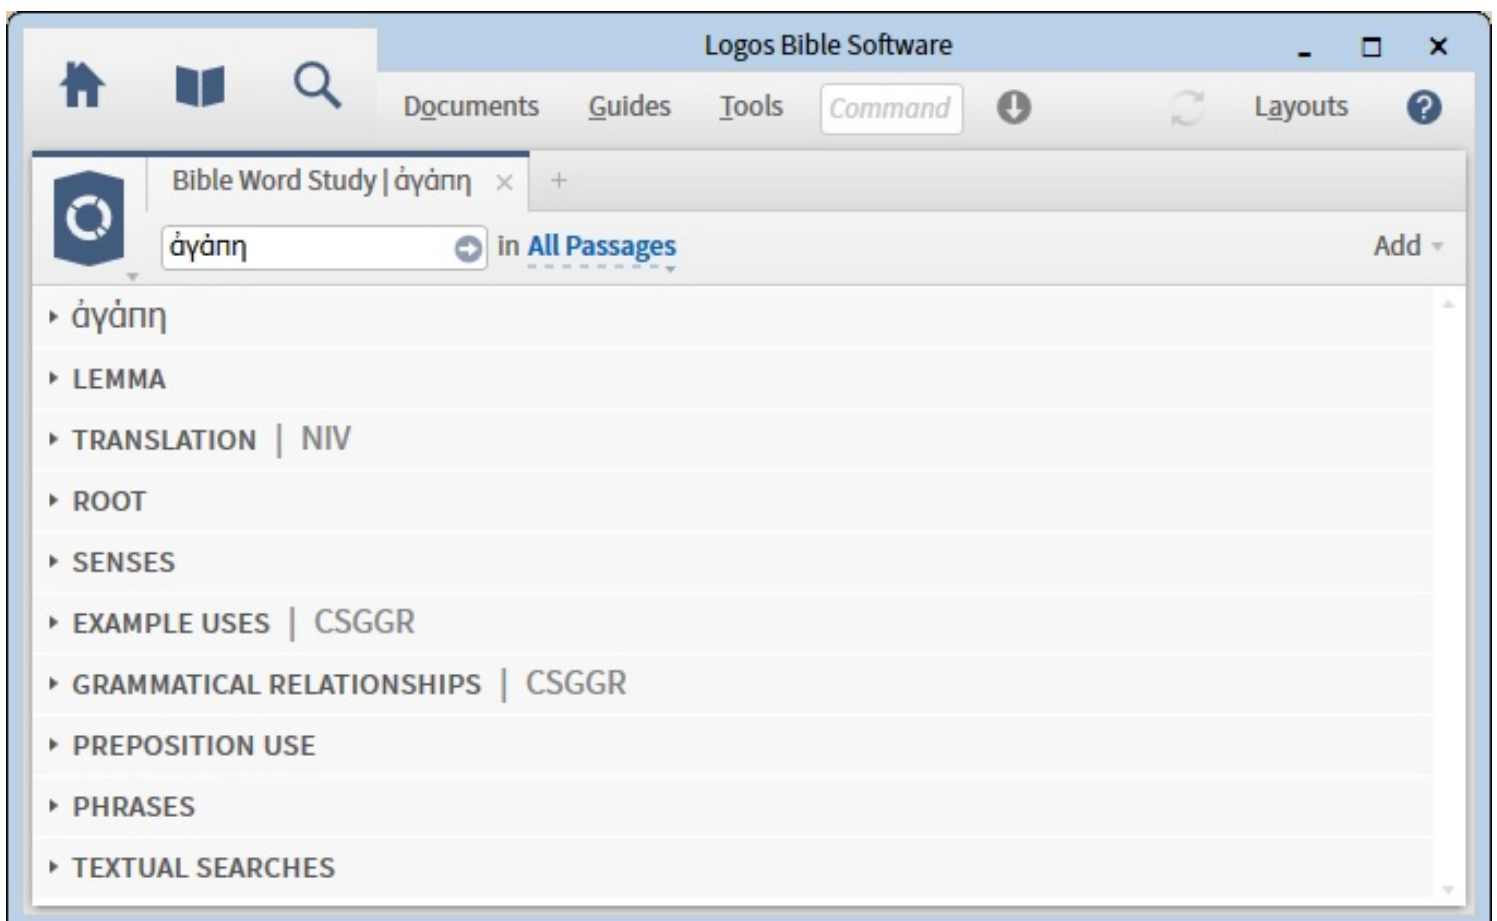 Logos Bible Software
Documents Guides Tools Command Layouts
Bible Word Study | ἀγάπη
ἀγάπη in All Passages Add
ἀγάπη
LEMMA
TRANSLATION | NIV
ROOT
SENSES
EXAMPLE USES | CSGGR
GRAMMATICAL RELATIONSHIPS | CSGGR
PREPOSITION USE
PHRASES
TEXTUAL SEARCHES